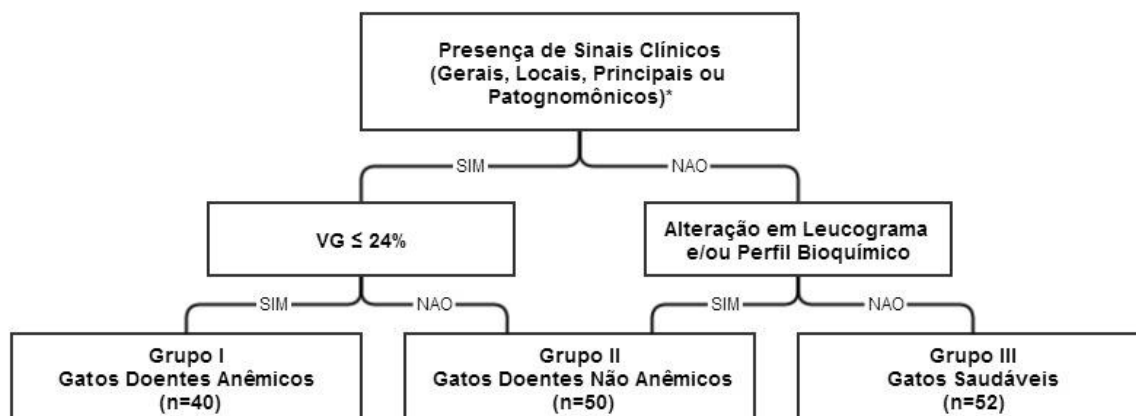 Presença de Sinais Clínicos
(Gerais, Locais, Principais ou
Patognomônicos)*
SIM
NAO
VG ≤ 24%
Alteração em Leucograma
e/ou Perfil Bioquímico
SIM
NAO
SIM
NAO
Grupo I
Gatos Doentes Anêmicos
(n=40)
Grupo II
Gatos Doentes Não Anêmicos
(n=50)
Grupo III
Gatos Saudáveis
(n=52)